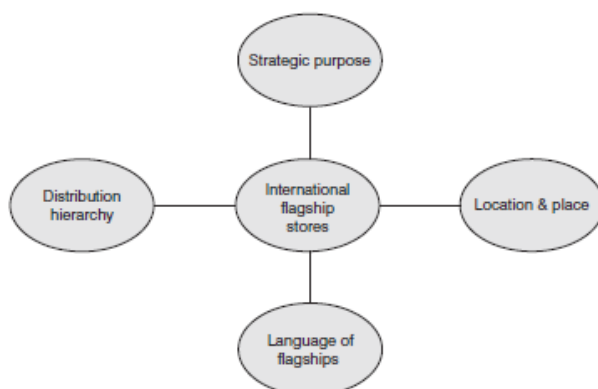 Strategic purpose
Distribution
hierarchy
International
flagship
stores
Location & place
Language of
flagships